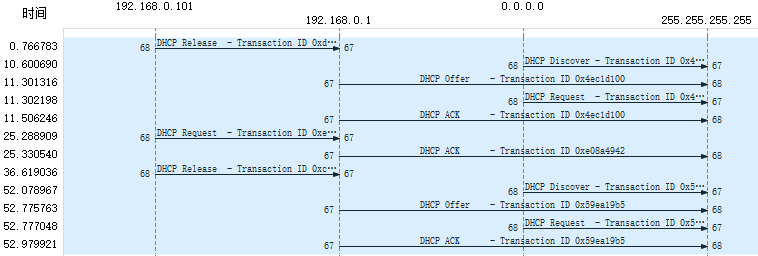 时间 192.168.0.101 192.168.0.1 0.0.0.0 255.255.255.255
0.766783 68 DHCP Release - Transaction ID 0xd… 67
10.600690 68 DHCP Discover - Transaction ID 0x4… 67
11.301316 67 DHCP Offer - Transaction ID 0x4ec1d100 68
11.302198 68 DHCP Request - Transaction ID 0x4… 67
11.506246 67 DHCP ACK - Transaction ID 0x4ec1d100 68
25.288909 68 DHCP Request - Transaction ID 0xe… 67
25.330540 67 DHCP ACK - Transaction ID 0xe08a4942 68
36.619036 68 DHCP Release - Transaction ID 0xc… 67
52.078967 68 DHCP Discover - Transaction ID 0x5… 67
52.775763 67 DHCP Offer - Transaction ID 0x59ea19b5 68
52.777048 68 DHCP Request - Transaction ID 0x5… 67
52.979921 67 DHCP ACK - Transaction ID 0x59ea19b5 68